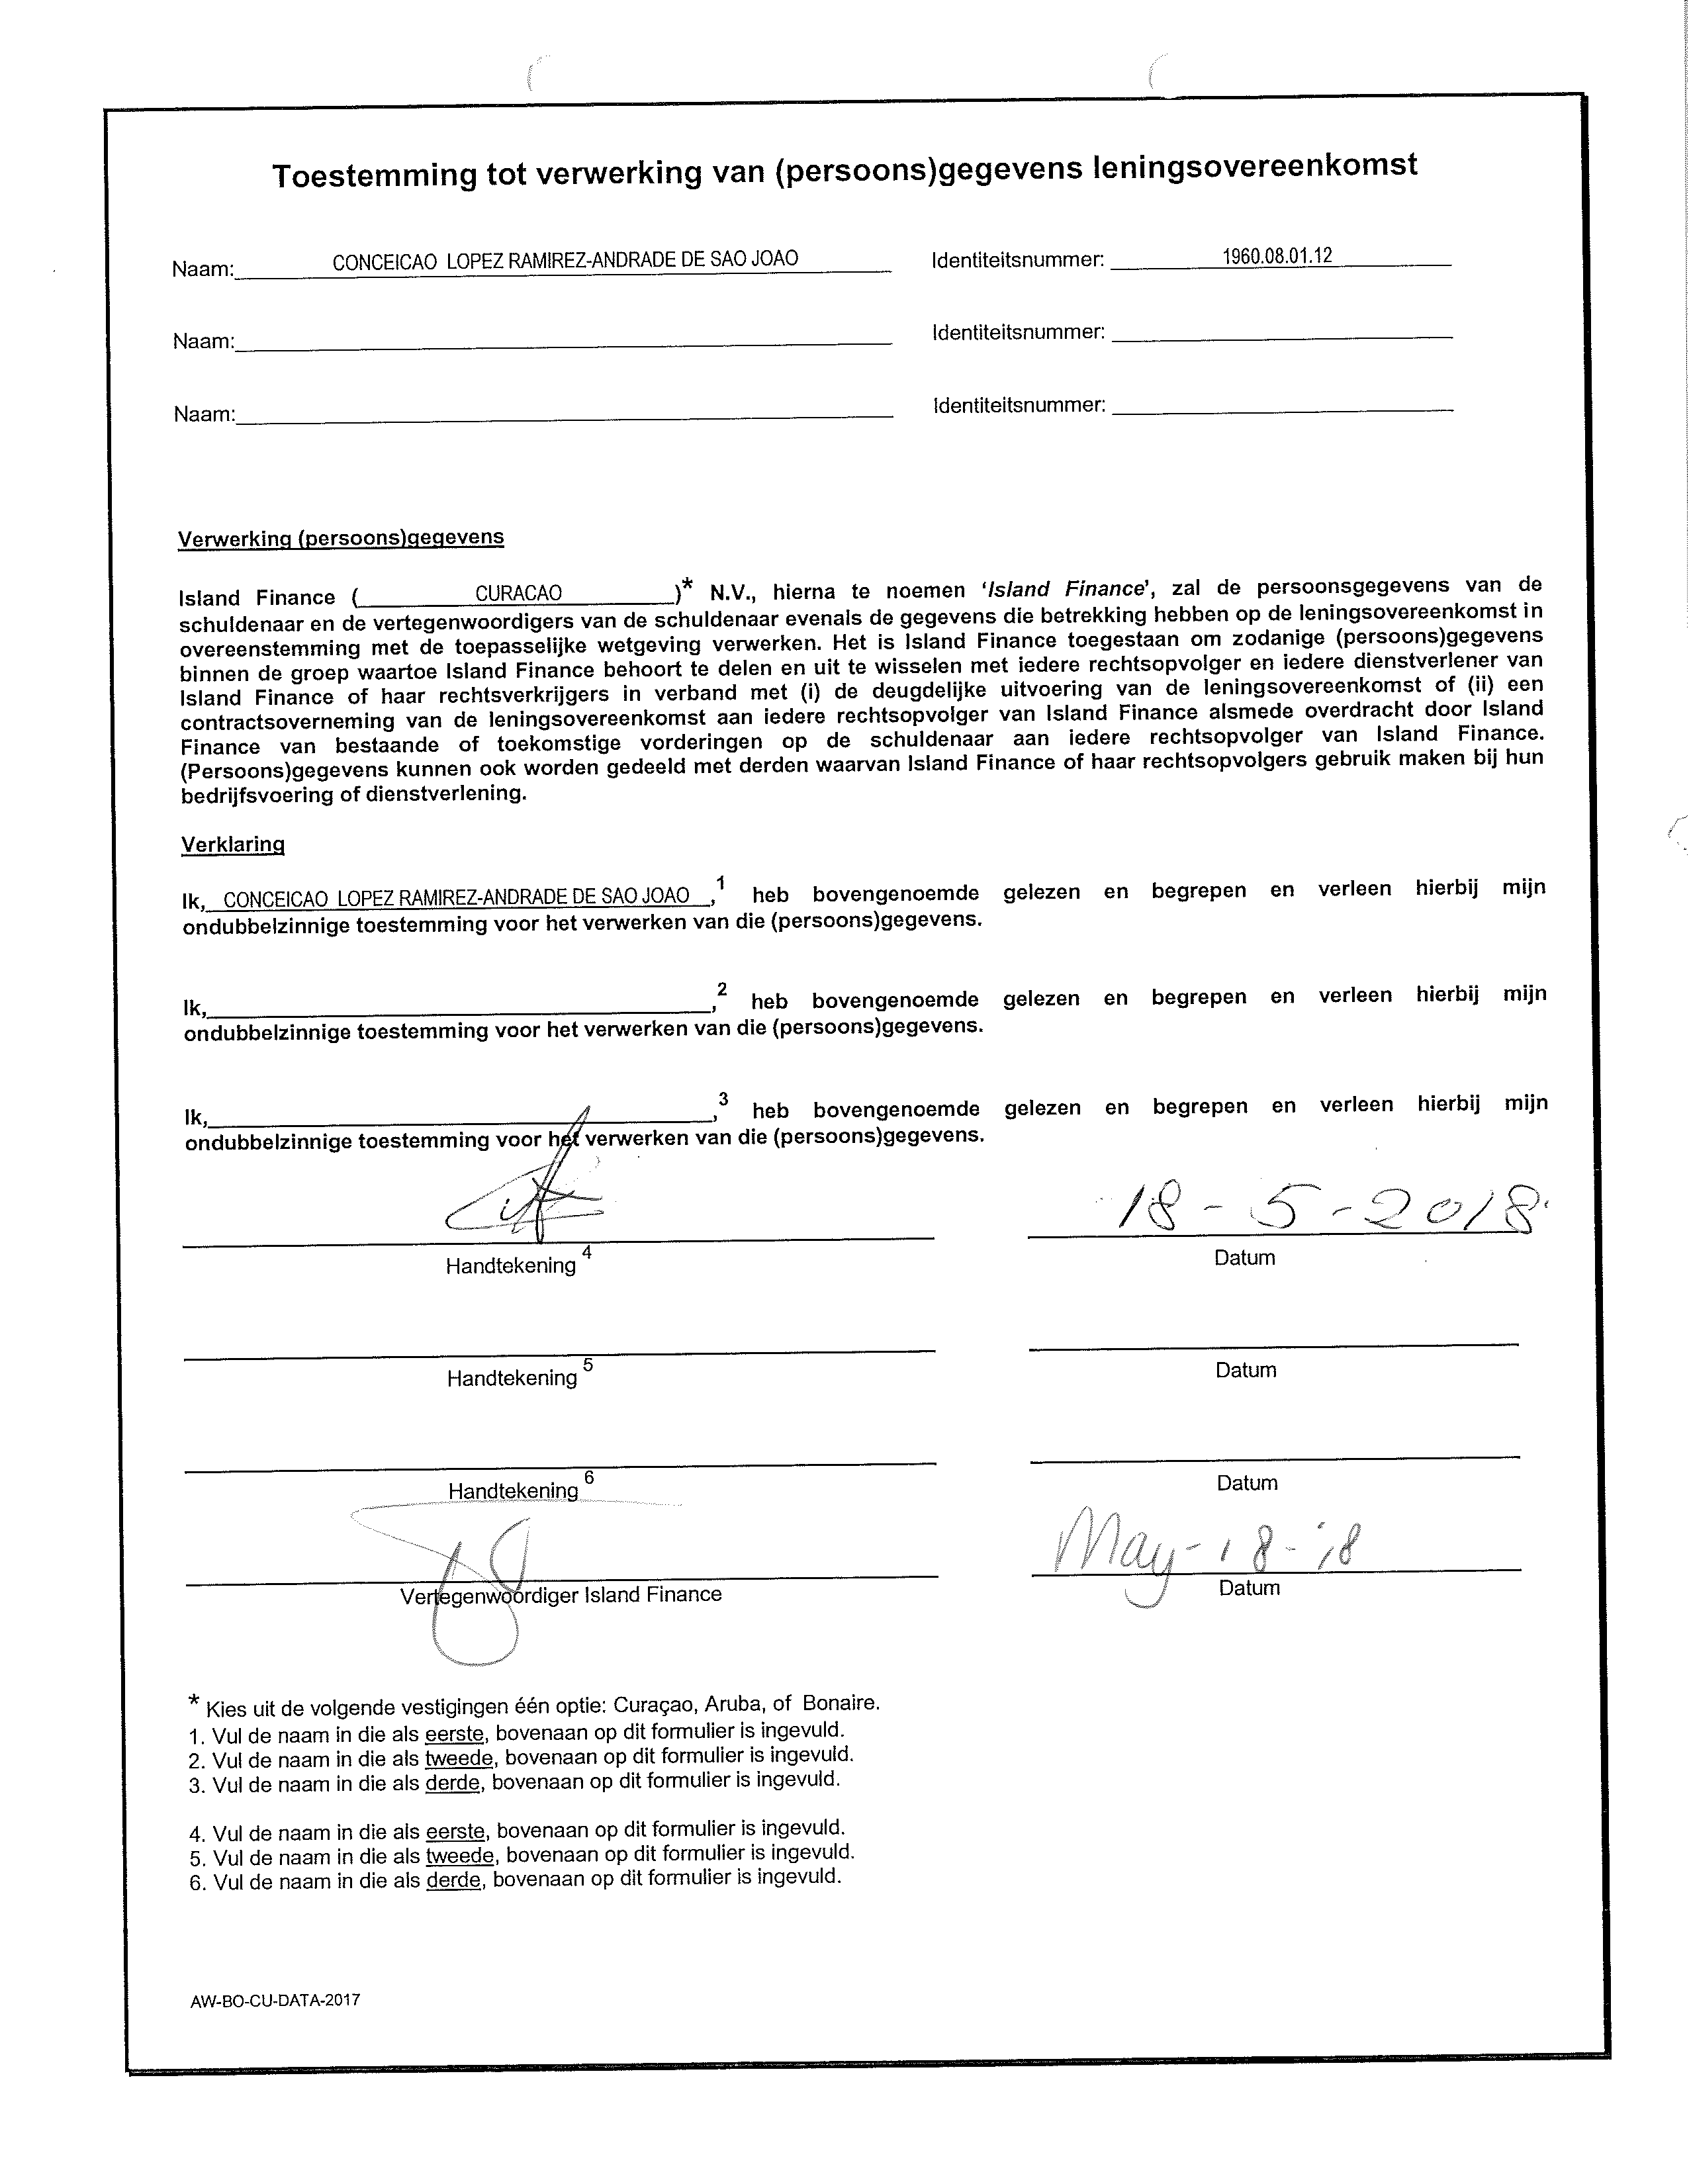 Toestemming tot verwerking van (persoons)gegevens leningsovereenkomst
Naam: CONCEICAO LOPEZ RAMIREZ-ANDRADE DE SAO JOAO Identiteitsnummer: 1960.08.01.12
Naam: Identiteitsnummer:
Naam: Identiteitsnummer:
Verwerking (persoons)gegevens
Island Finance ( CURACAO )* N.V., hierna te noemen 'Island Finance', zal de persoonsgegevens van de
schuldenaar en de vertegenwoordigers van de schuldenaar evenals de gegevens die betrekking hebben op de leningsovereenkomst in
overeenstemming met de toepasselijke wetgeving verwerken. Het is Island Finance toegestaan om zodanige (persoons)gegevens
binnen de groep waartoe Island Finance behoort te delen en uit te wisselen met iedere rechtsopvolger en iedere dienstverlener van
Island Finance of haar rechtsverkrijgers in verband met (i) de deugdelijke uitvoering van de leningsovereenkomst of (ii) een
contractsoverneming van de leningsovereenkomst aan iedere rechtsopvolger van Island Finance alsmede overdracht door Island
Finance van bestaande of toekomstige vorderingen op de schuldenaar aan iedere rechtsopvolger van Island Finance.
(Persoons)gegevens kunnen ook worden gedeeld met derden waarvan Island Finance of haar rechtsopvolgers gebruik maken bij hun
bedrijfsvoering of dienstverlening.
Verklaring
Ik, CONCEICAO LOPEZ RAMIREZ-ANDRADE DE SAO JOAO ,1 heb bovengenoemde gelezen en begrepen en verleen hierbij mijn
ondubbelzinnige toestemming voor het verwerken van die (persoons)gegevens.
Ik, ,2 heb bovengenoemde gelezen en begrepen en verleen hierbij mijn
ondubbelzinnige toestemming voor het verwerken van die (persoons)gegevens.
Ik, ,3 heb bovengenoemde gelezen en begrepen en verleen hierbij mijn
ondubbelzinnige toestemming voor het verwerken van die (persoons)gegevens.
18-5-2018
Handtekening 4 Datum
Handtekening 5 Datum
Handtekening 6 Datum
May-18-'18
Vertegenwoordiger Island Finance Datum
* Kies uit de volgende vestigingen één optie: Curaçao, Aruba, of Bonaire.
1. Vul de naam in die als eerste, bovenaan op dit formulier is ingevuld.
2. Vul de naam in die als tweede, bovenaan op dit formulier is ingevuld.
3. Vul de naam in die als derde, bovenaan op dit formulier is ingevuld.
4. Vul de naam in die als eerste, bovenaan op dit formulier is ingevuld.
5. Vul de naam in die als tweede, bovenaan op dit formulier is ingevuld.
6. Vul de naam in die als derde, bovenaan op dit formulier is ingevuld.
AW-BO-CU-DATA-2017